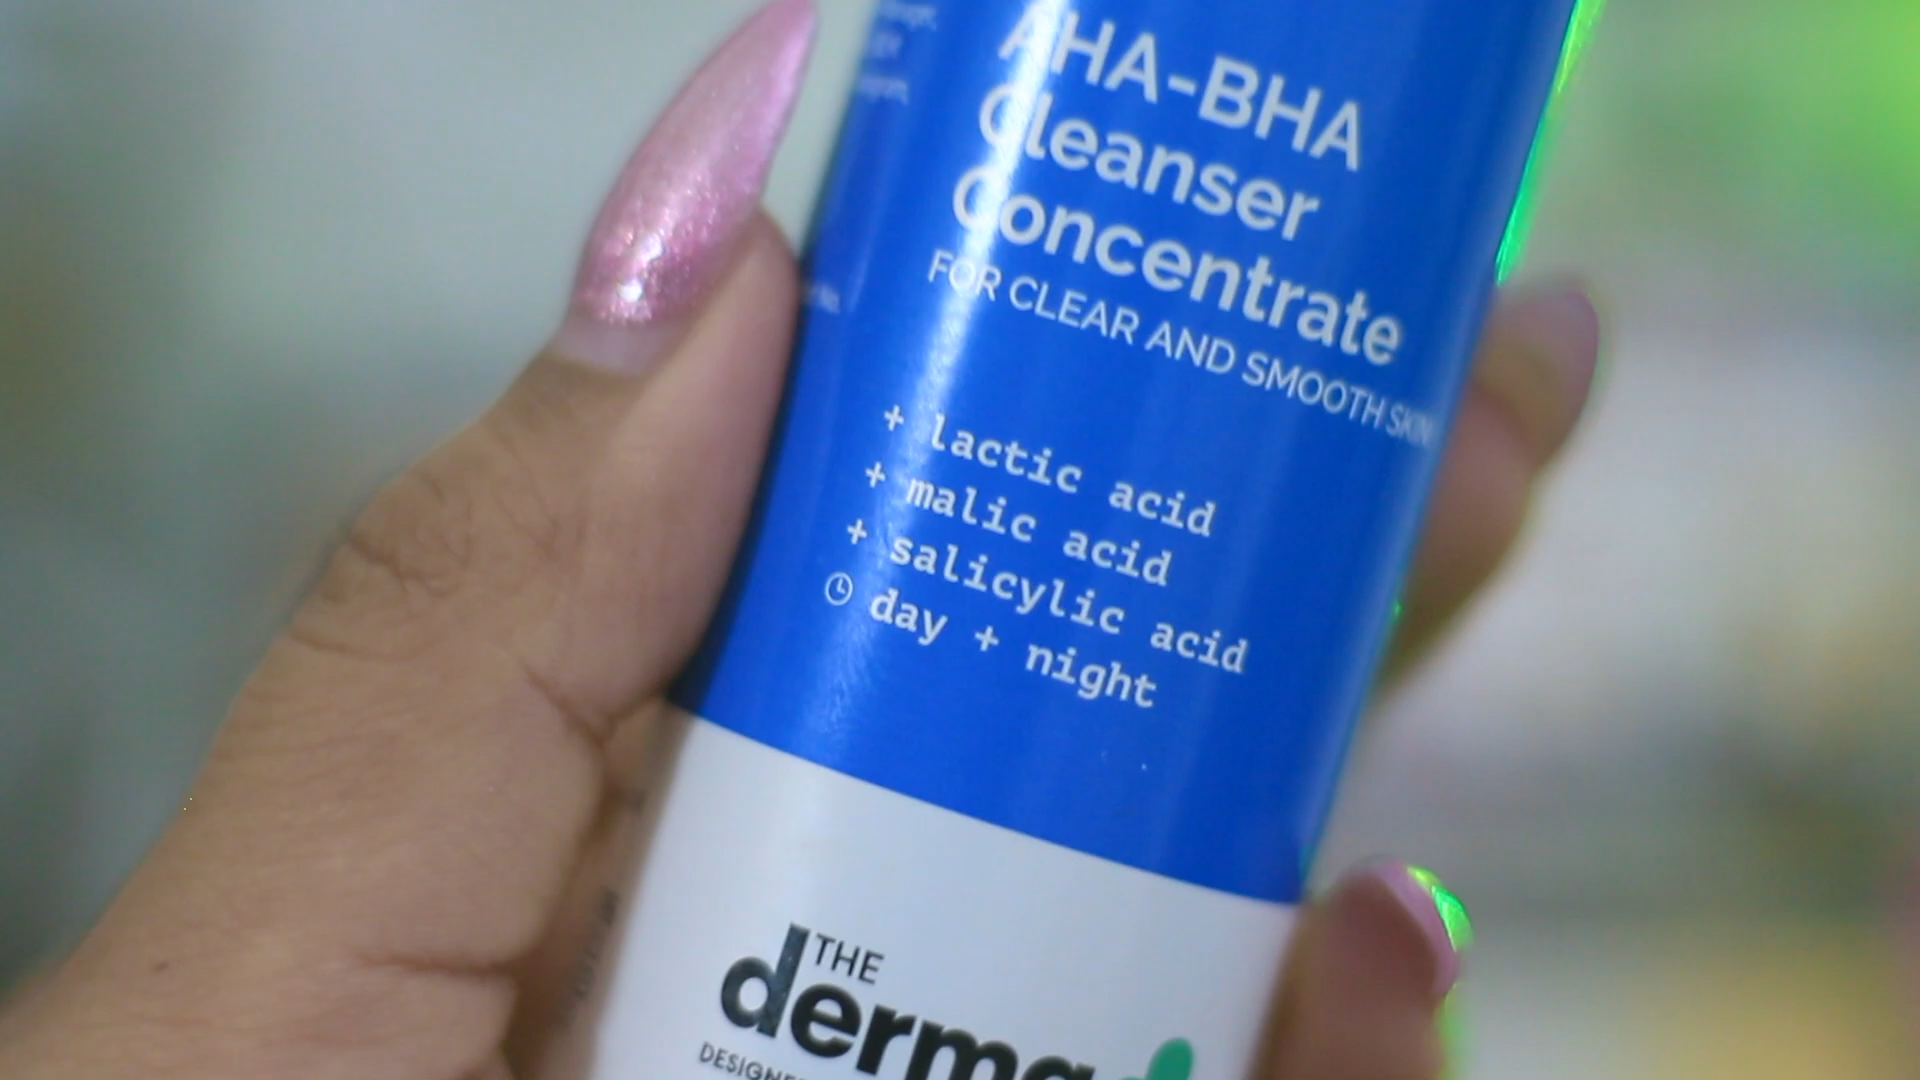 AHA-BHA
Cleanser
Concentrate
FOR CLEAR AND SMOOTH SKIN
+ lactic acid
+ malic acid
+ salicylic acid
day + night
THE
derma